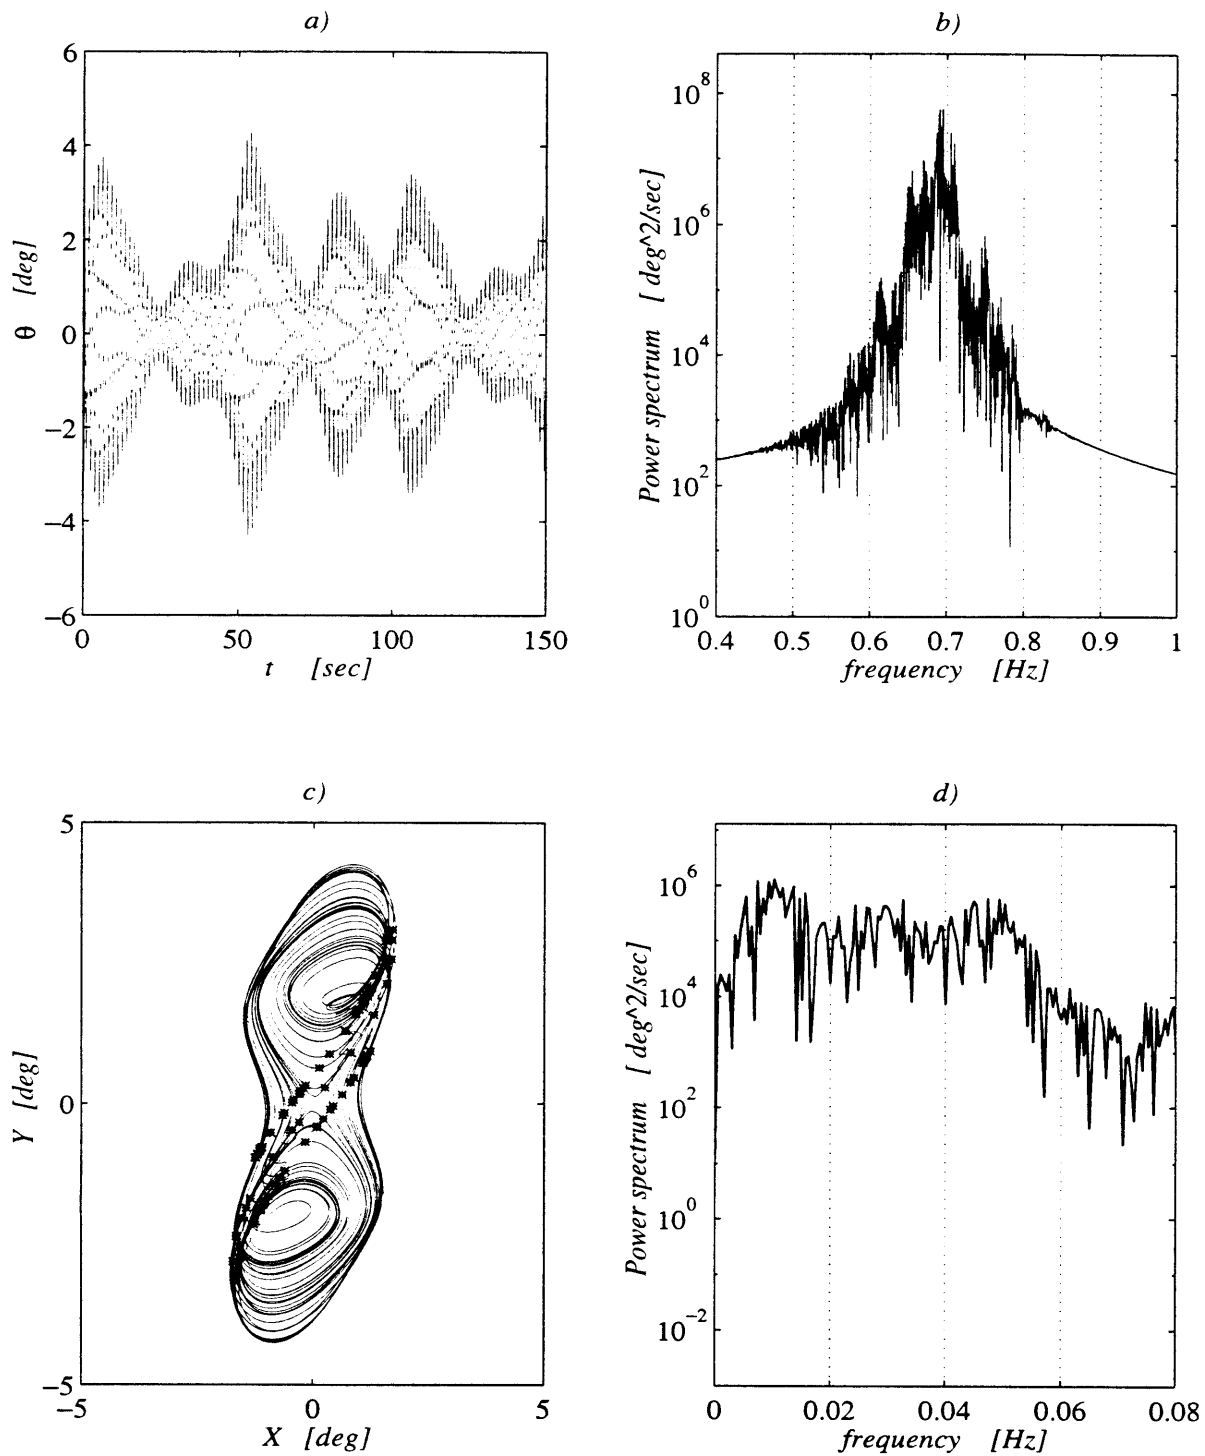 a)
6
4
2
0
−2
−4
−6
θ [deg]
0 50 100 150
t [sec]
b)
10^8
10^6
10^4
10^2
10^0
Power spectrum [ deg^2/sec]
0.4 0.5 0.6 0.7 0.8 0.9 1
frequency [Hz]
c)
5
0
−5
Y [deg]
−5 0 5
X [deg]
d)
10^6
10^4
10^2
10^0
10^−2
Power spectrum [ deg^2/sec]
0 0.02 0.04 0.06 0.08
frequency [Hz]